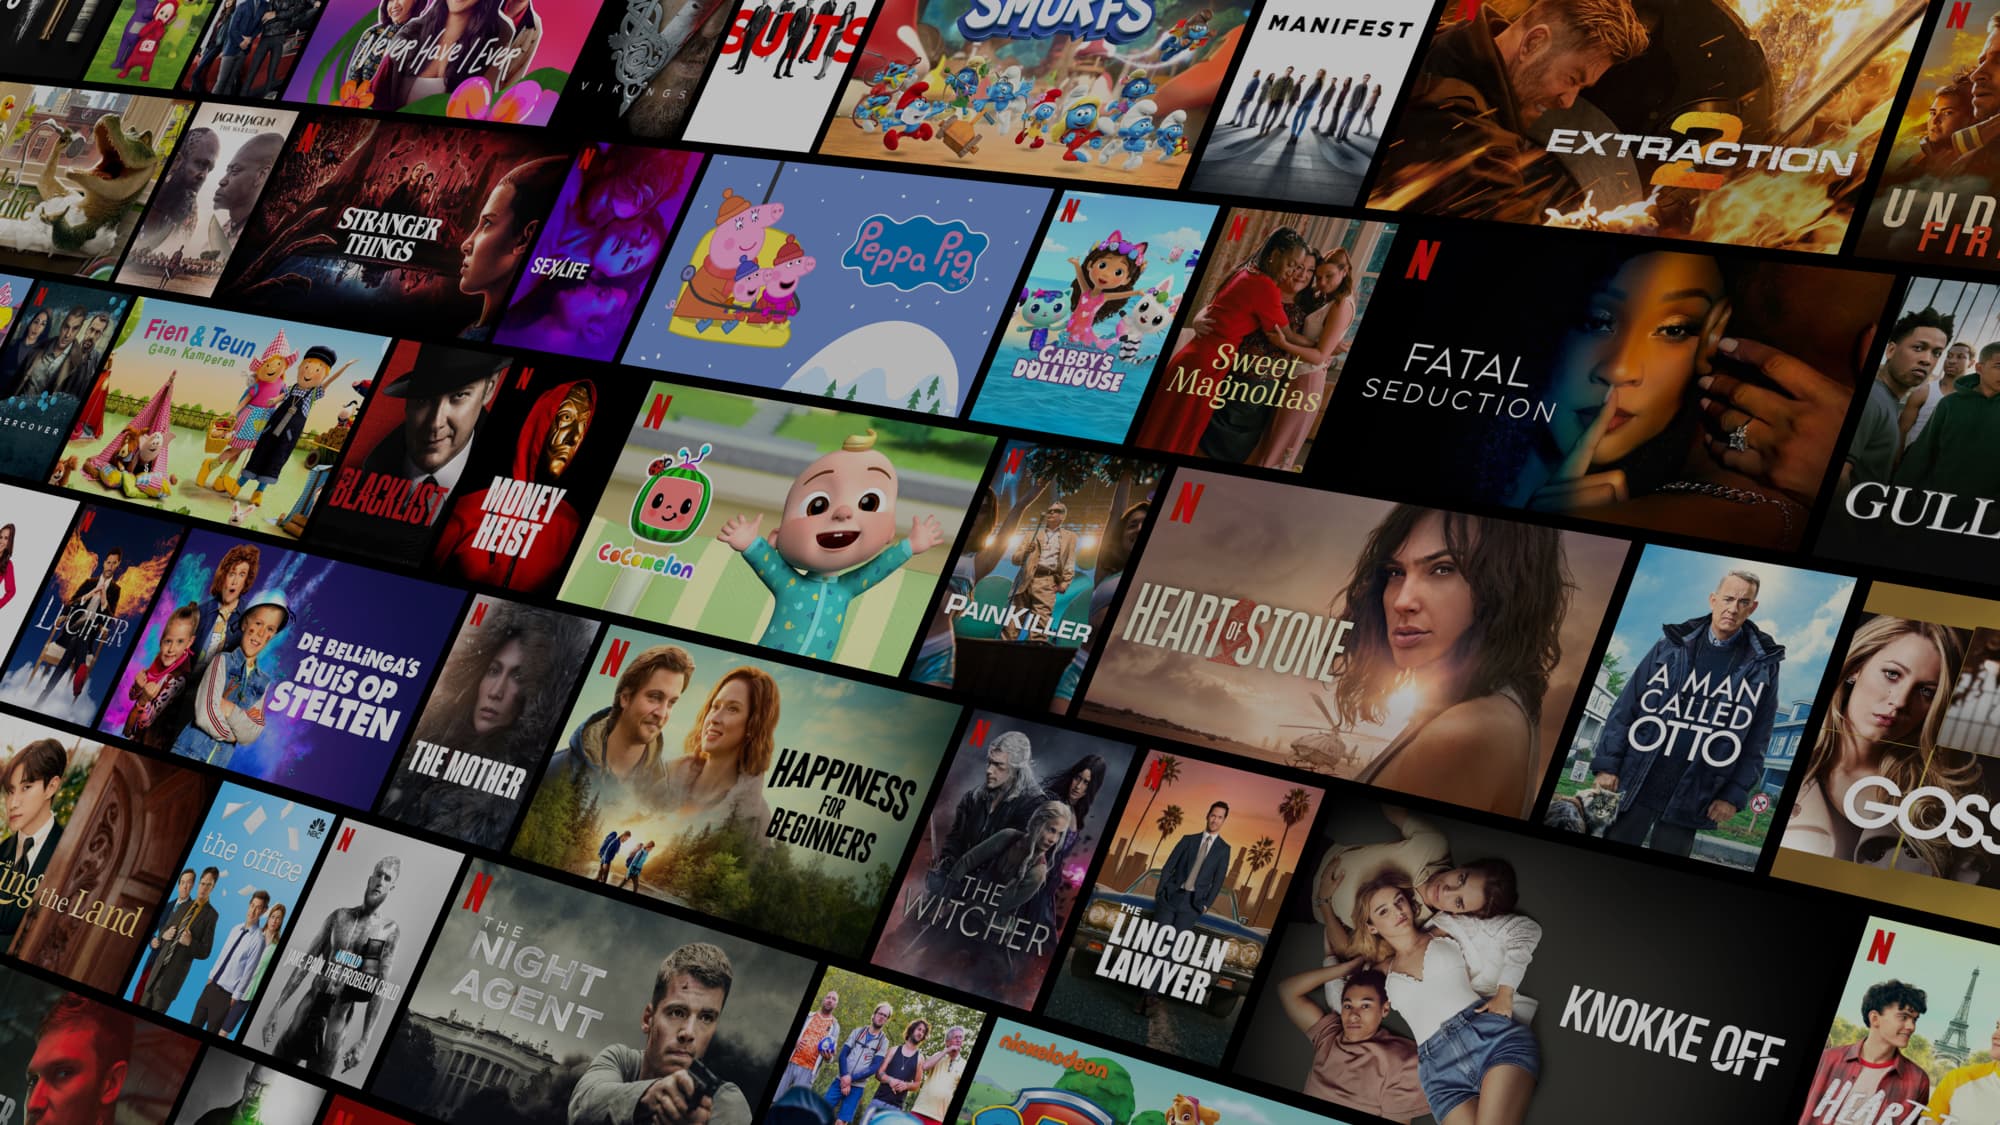 Never Have I Ever
VIKINGS
SUITS
SMURFS
MANIFEST
EXTRACTION
2
UND
FIR
JAGUNJAGUN
THE WARRIOR
STRANGER
THINGS
SEX/LIFE
Peppa Pig
GABBY'S
DOLLHOUSE
Sweet
Magnolias
FATAL
SEDUCTION
GULL
ERCOVER
Fien & Teun
Gaan Kamperen
BLACKLIST
MONEY
HEIST
CoComelon
PAINKILLER
HEART OF STONE
A MAN
CALLED
OTTO
GOSS
LUCIFER
DE BELLINGA'S
HUIS OP
STELTEN
THE MOTHER
HAPPINESS
FOR
BEGINNERS
THE
WITCHER
THE
LINCOLN
LAWYER
KNOKKE OFF
ing the Land
the office
NBC
UNTOLD
JAKE PAUL THE PROBLEM CHILD
THE
NIGHT
AGENT
nickelodeon
HEARTST